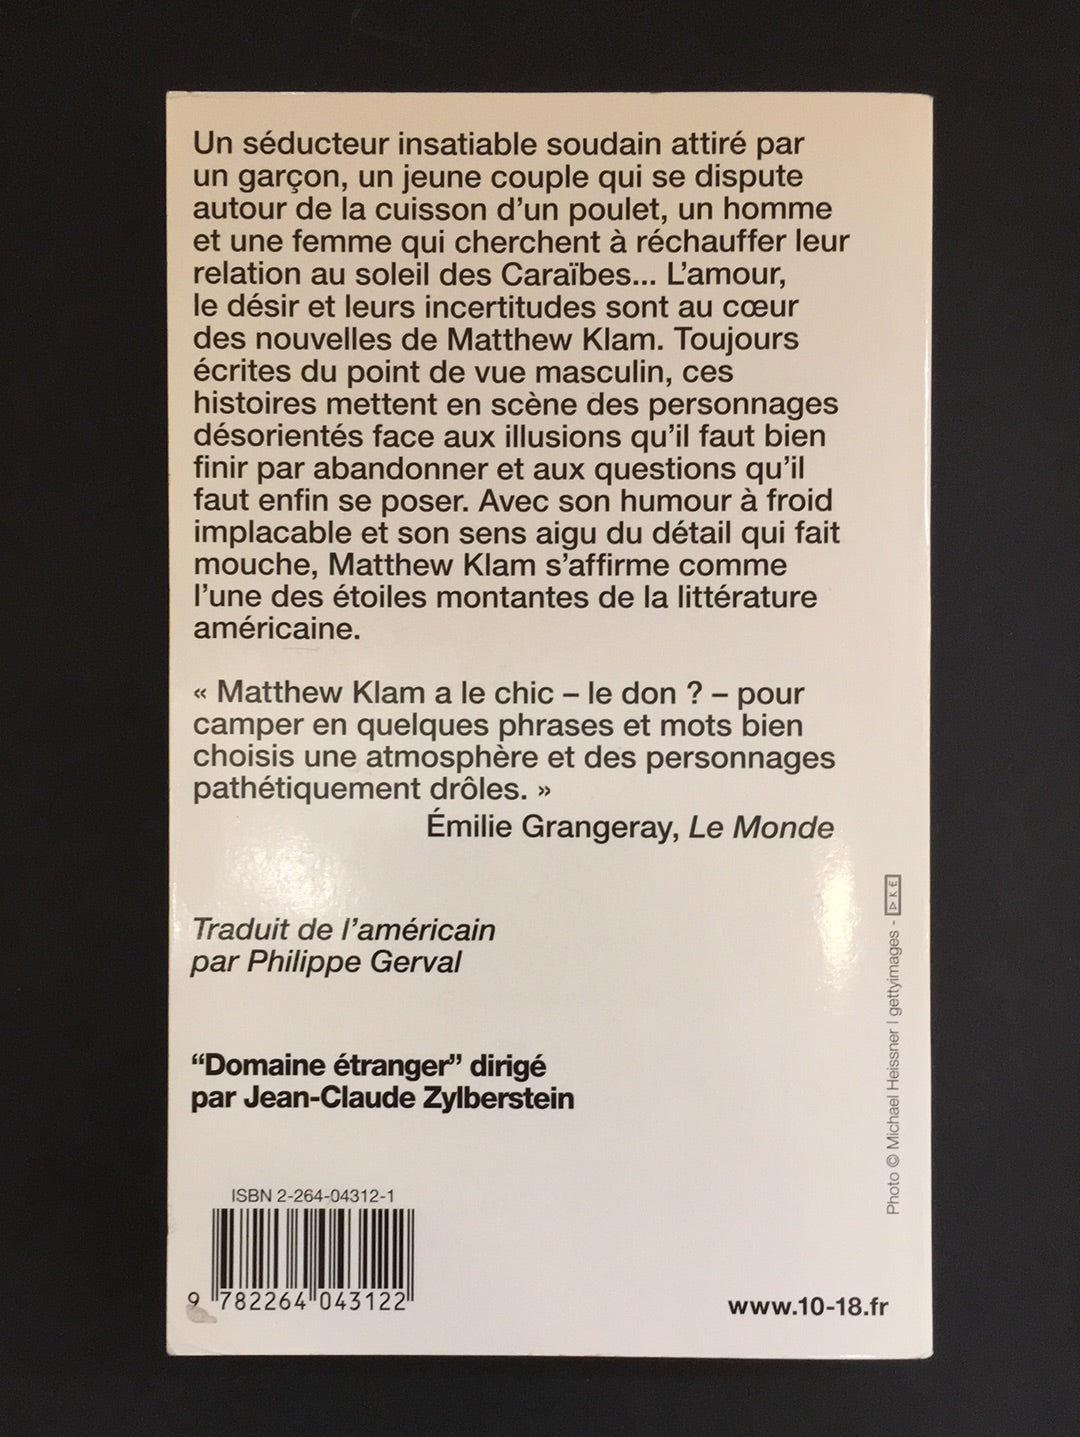 Un séducteur insatiable soudain attiré par
un garçon, un jeune couple qui se dispute
autour de la cuisson d'un poulet, un homme
et une femme qui cherchent à réchauffer leur
relation au soleil des Caraïbes... L'amour,
le désir et leurs incertitudes sont au cœur
des nouvelles de Matthew Klam. Toujours
écrites du point de vue masculin, ces
histoires mettent en scène des personnages
désorientés face aux illusions qu'il faut bien
finir par abandonner et aux questions qu'il
faut enfin se poser. Avec son humour à froid
implacable et son sens aigu du détail qui fait
mouche, Matthew Klam s'affirme comme
l'une des étoiles montantes de la littérature
américaine.
« Matthew Klam a le chic – le don ? – pour
camper en quelques phrases et mots bien
choisis une atmosphère et des personnages
pathétiquement drôles. »
Émilie Grangeray, Le Monde
Traduit de l'américain
par Philippe Gerval
“Domaine étranger” dirigé
par Jean-Claude Zylberstein
ISBN 2-264-04312-1
9 782264 043122
www.10-18.fr
Photo © Michael Heissner | gettyimages -